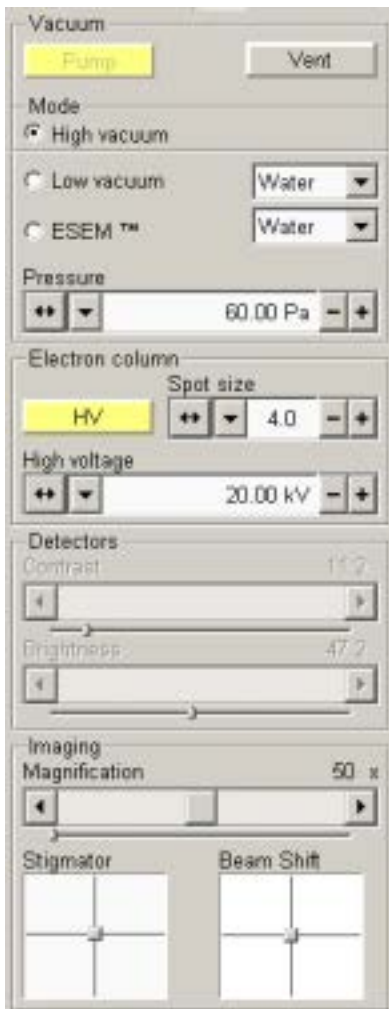 Vacuum
Pump Vent
Mode
High vacuum
Low vacuum Water
ESEM ™ Water
Pressure
60.00 Pa
Electron column
Spot size
HV 4.0
High voltage
20.00 kV
Detectors
Contrast 11.2
Brightness 47.2
Imaging
Magnification 50 x
Stigmator Beam Shift